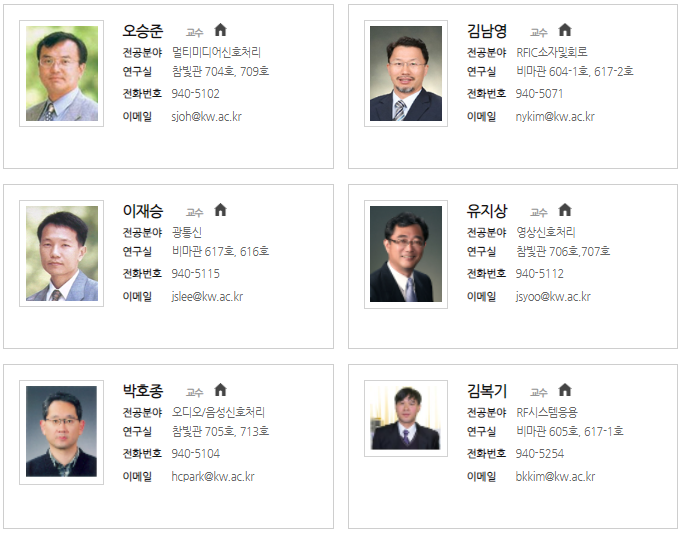 오승준 교수
전공분야 멀티미디어신호처리
연구실 참빛관 704호, 709호
전화번호 940-5102
이메일 sjoh@kw.ac.kr
김남영 교수
전공분야 RFIC소자및회로
연구실 비마관 604-1호, 617-2호
전화번호 940-5071
이메일 nykim@kw.ac.kr
이재승 교수
전공분야 광통신
연구실 비마관 617호, 616호
전화번호 940-5115
이메일 jslee@kw.ac.kr
유지상 교수
전공분야 영상신호처리
연구실 참빛관 706호,707호
전화번호 940-5112
이메일 jsyoo@kw.ac.kr
박호종 교수
전공분야 오디오/음성신호처리
연구실 참빛관 705호, 713호
전화번호 940-5104
이메일 hcpark@kw.ac.kr
김복기 교수
전공분야 RF시스템응용
연구실 비마관 605호, 617-1호
전화번호 940-5254
이메일 bkkim@kw.ac.kr